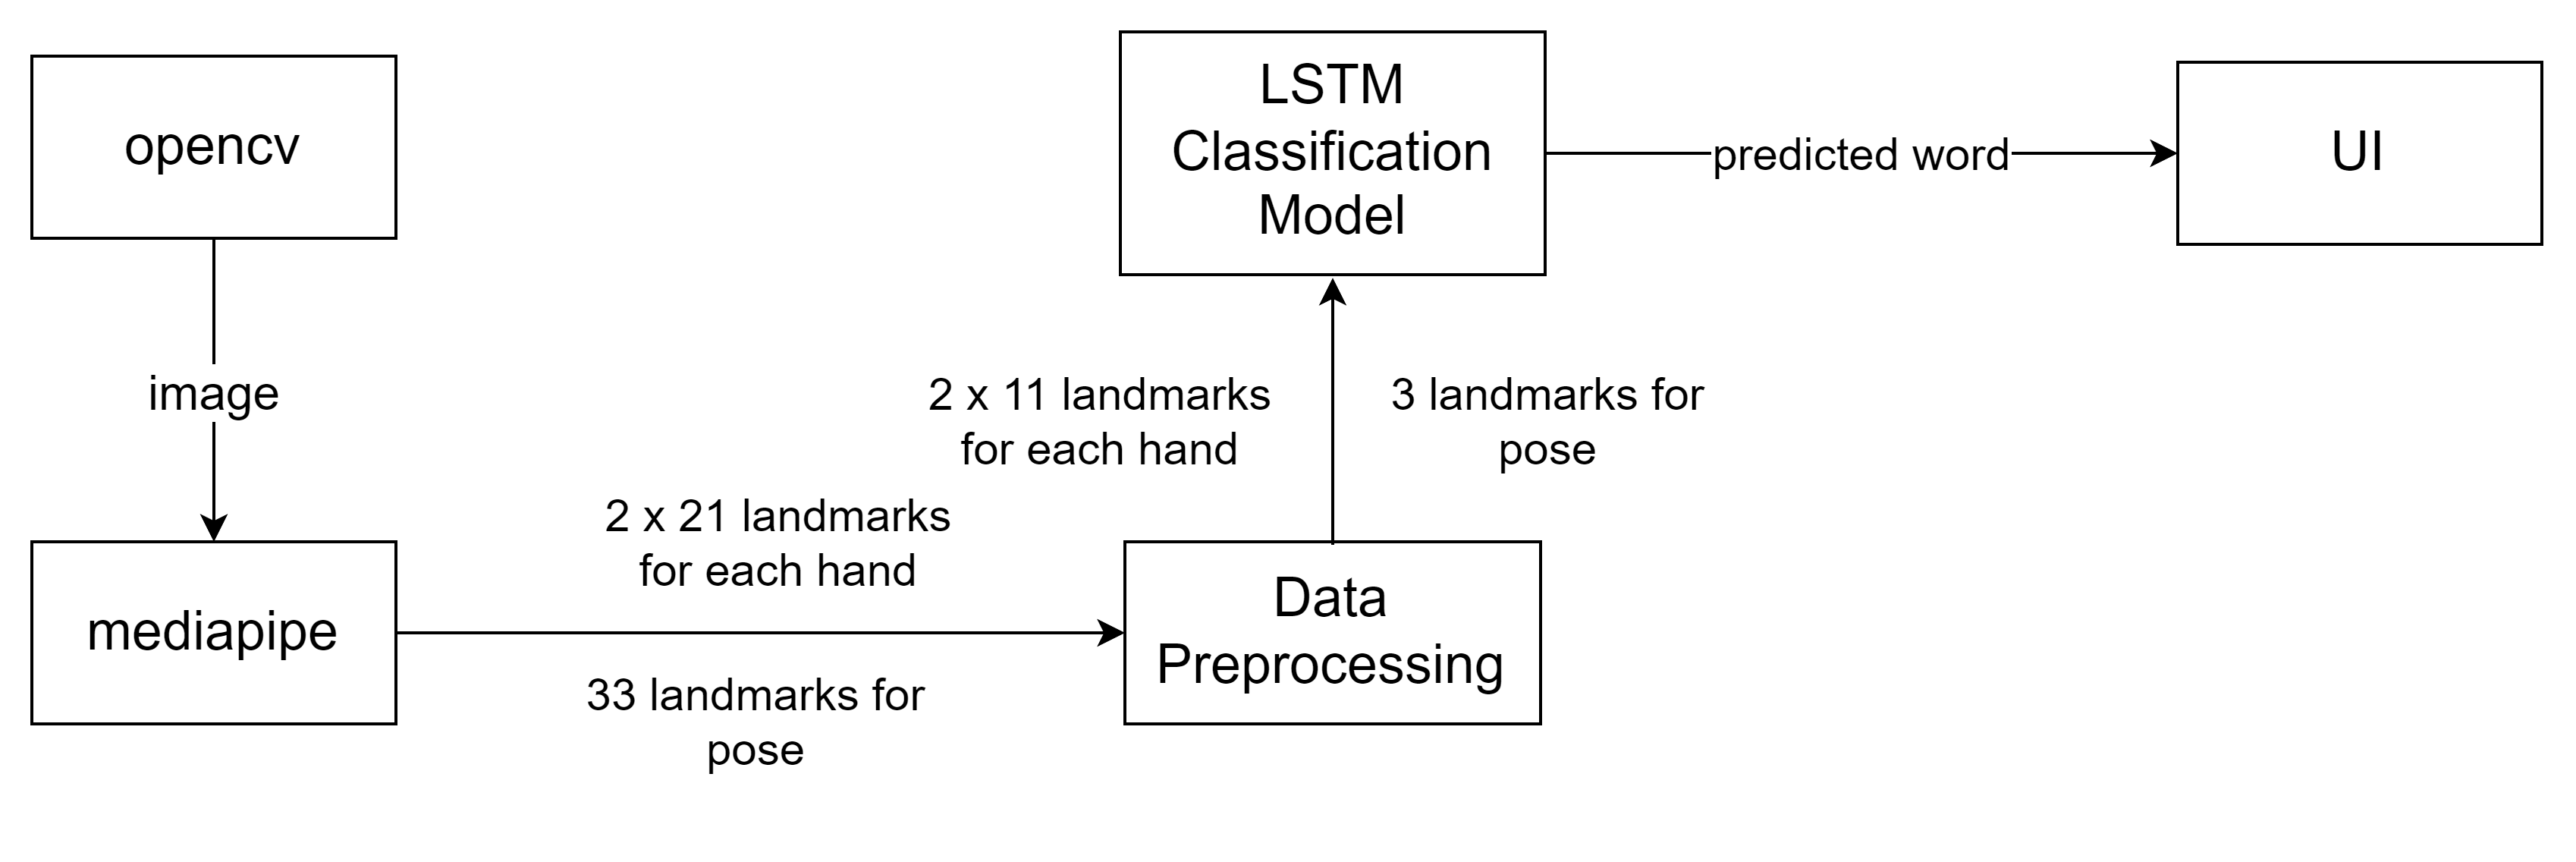 opencv
image
mediapipe
2 x 21 landmarks
for each hand
33 landmarks for
pose
Data
Preprocessing
2 x 11 landmarks
for each hand
3 landmarks for
pose
LSTM
Classification
Model
predicted word
UI